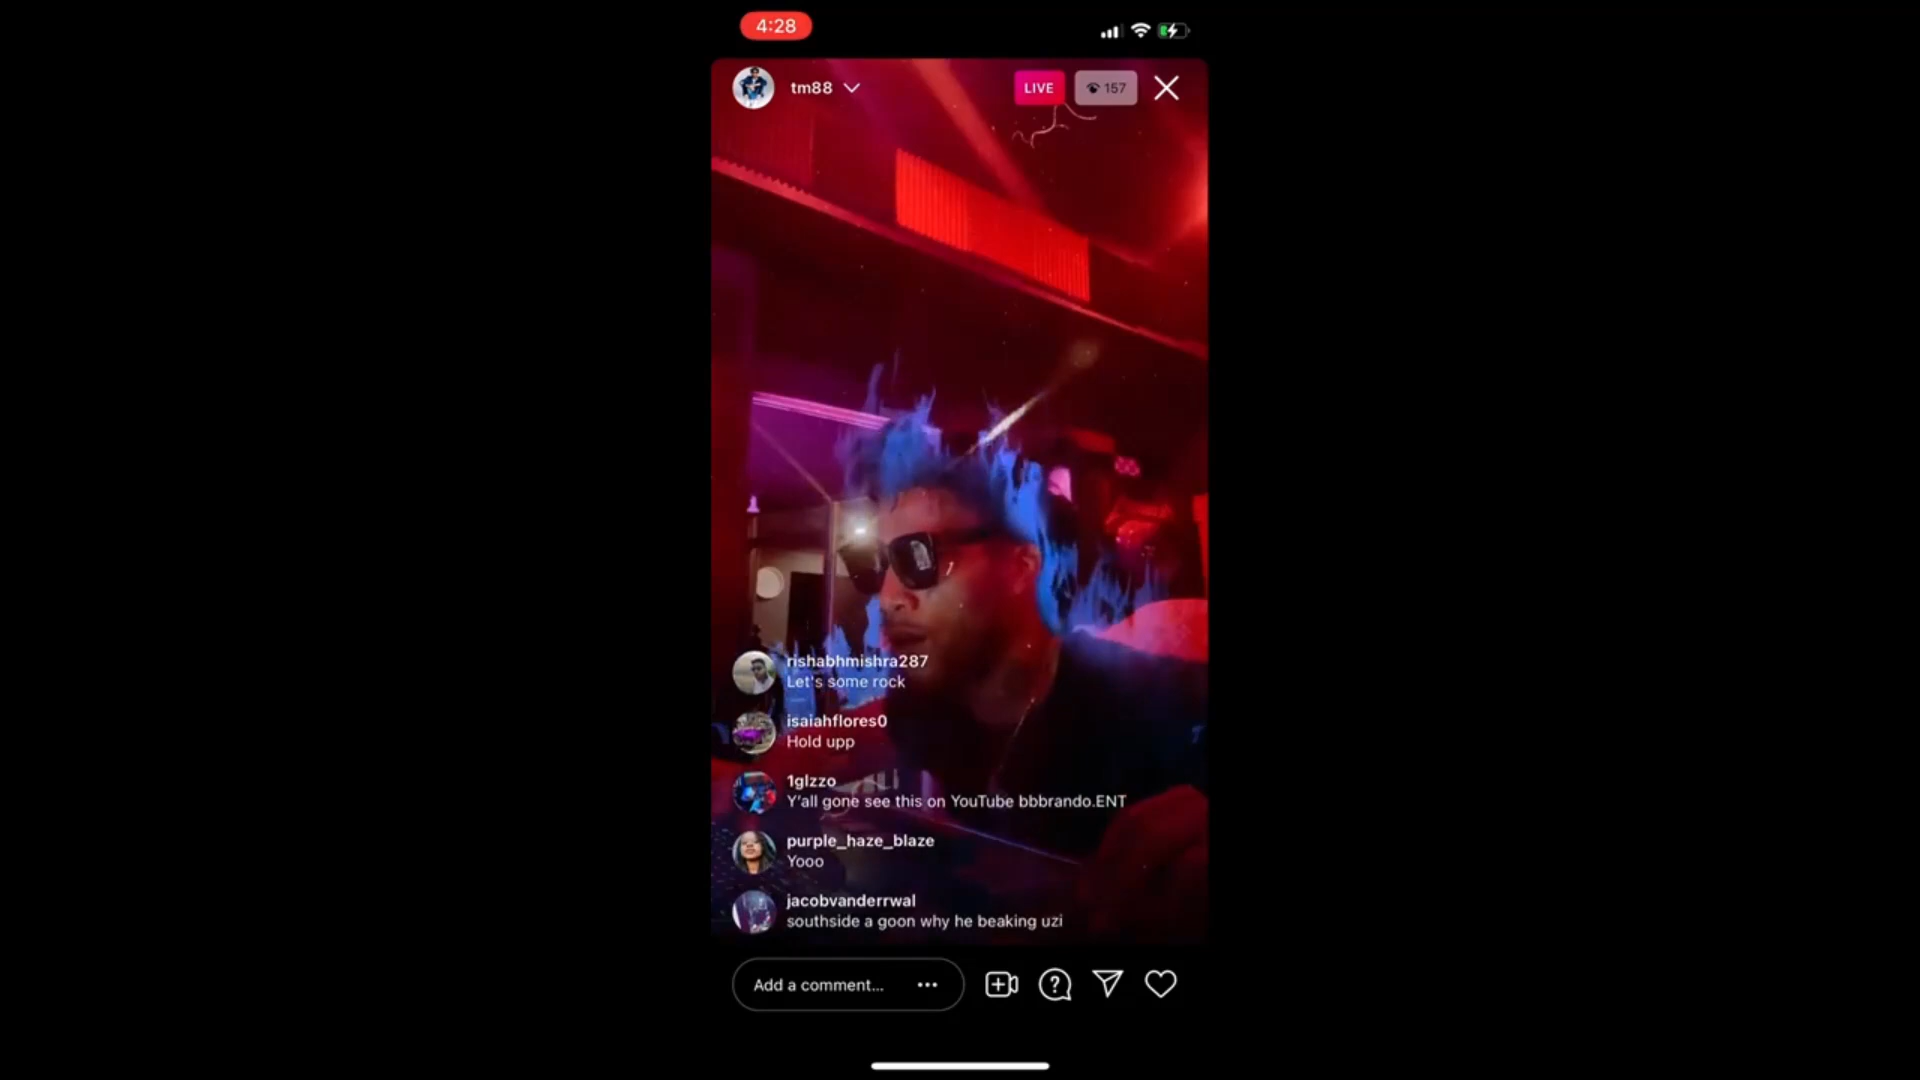 4:28
tm88
LIVE
157
rishabhmishra287
Let's some rock
isaiahflores0
Hold upp
1glzzo
Y'all gone see this on YouTube bbbrando.ENT
purple_haze_blaze
Yooo
jacobvanderrwal
southside a goon why he beaking uzi
Add a comment...